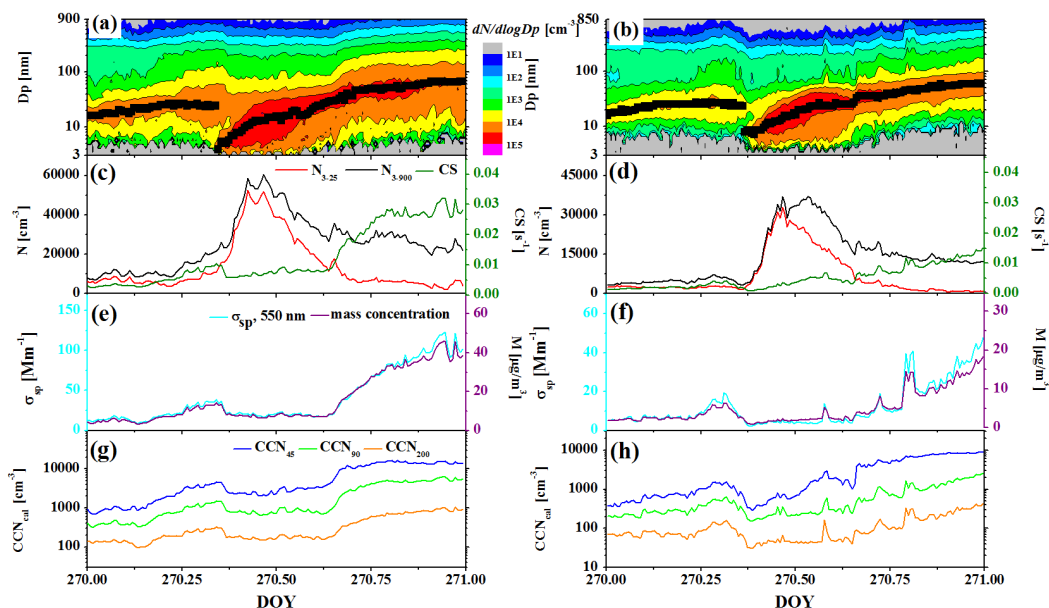 (a)
900
100
10
3
Dp [nm]
dN/dlogDp [cm-3]
1E1
1E2
1E3
1E4
1E5
(b)
850
100
10
3
Dp [nm]
(c)
N3-25 N3-900 CS
60000
40000
20000
0
N [cm-3]
0.04
0.03
0.02
0.01
0.00
CS [s-1]
(d)
45000
30000
15000
0
N [cm-3]
0.04
0.03
0.02
0.01
0.00
CS [s-1]
(e)
σsp, 550 nm mass concentration
150
100
50
0
σsp [Mm-1]
60
40
20
0
M [µg/m3]
(f)
60
40
20
0
σsp [Mm-1]
30
20
10
0
M [µg/m3]
(g)
CCN45 CCN90 CCN200
10000
1000
100
CCNcal [cm-3]
270.00 270.25 270.50 270.75 271.00
DOY
(h)
10000
1000
100
10
CCNcal [cm-3]
270.00 270.25 270.50 270.75 271.00
DOY